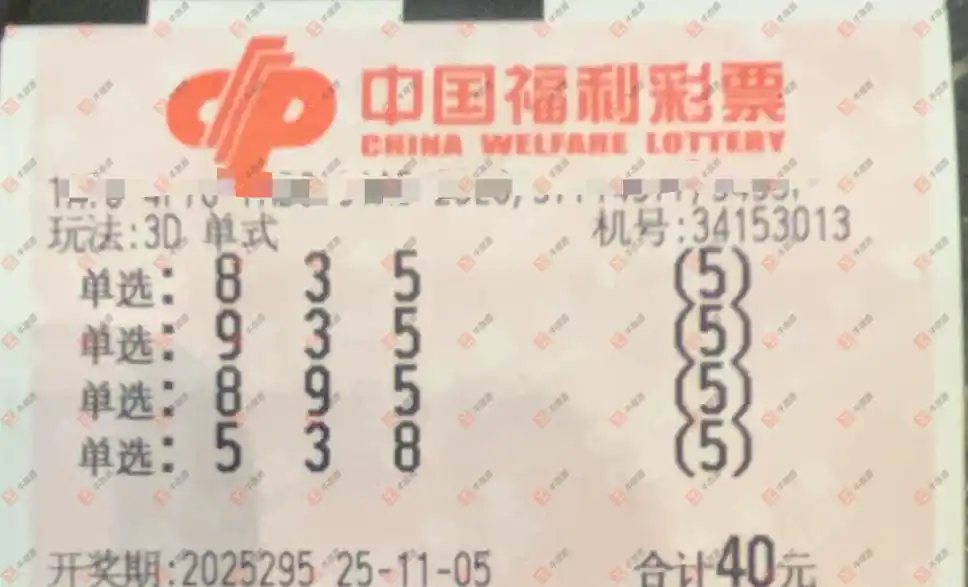 中国福利彩票
CHINA WELFARE LOTTERY
玩法:3D 单式 机号:34153013
单选: 8 3 5 (5)
单选: 9 3 5 (5)
单选: 8 9 5 (5)
单选: 5 3 8 (5)
开奖期:2025295 25-11-05 合计40元